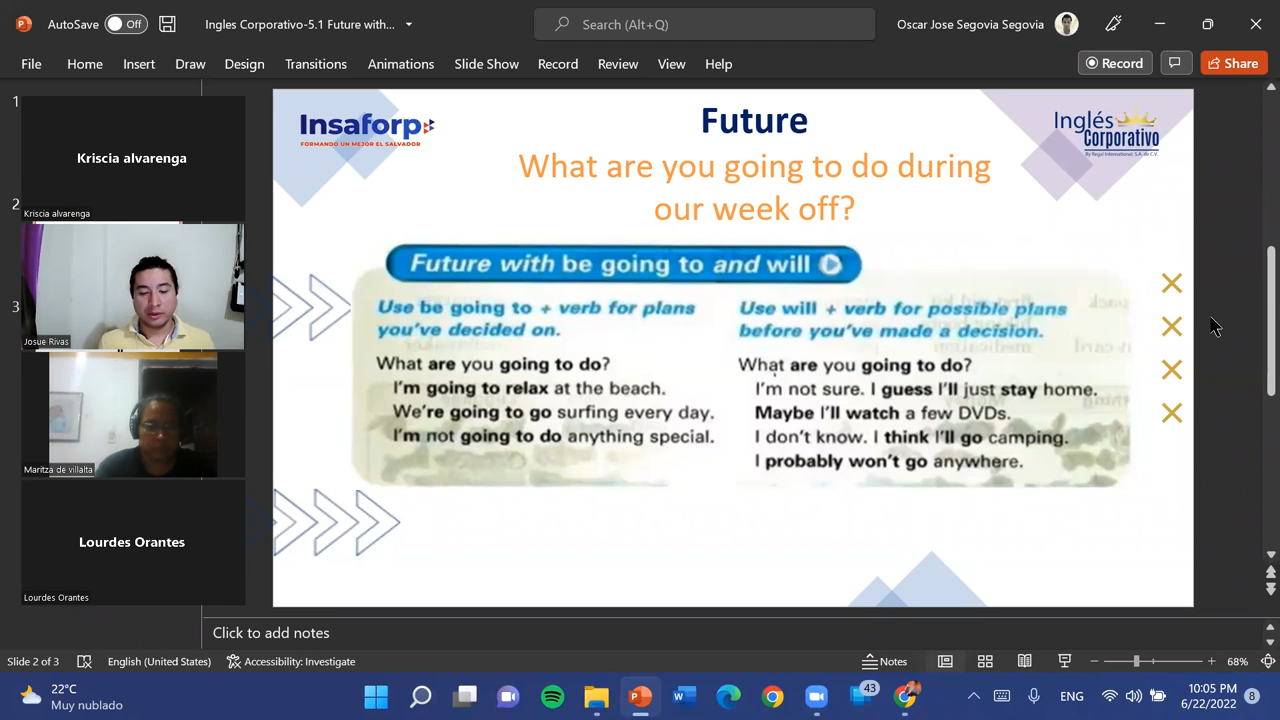 AutoSave Off Ingles Corporativo-5.1 Future with... Search (Alt+Q) Oscar Jose Segovia Segovia
File Home Insert Draw Design Transitions Animations Slide Show Record Review View Help Record Share
1
Kriscia alvarenga
Kriscia alvarenga
2
Josue Rivas
3
Maritza de villalta
Lourdes Orantes
Lourdes Orantes
Insaforp
FORMANDO UN MEJOR EL SALVADOR
Inglés
Corporativo
By Regal International, S.A. de C.V.
Future
What are you going to do during
our week off?
Future with be going to and will
Use be going to + verb for plans
you've decided on.
What are you going to do?
I'm going to relax at the beach.
We're going to go surfing every day.
I'm not going to do anything special.
Use will + verb for possible plans
before you've made a decision.
What are you going to do?
I'm not sure. I guess I'll just stay home.
Maybe I'll watch a few DVDs.
I don't know. I think I'll go camping.
I probably won't go anywhere.
Click to add notes
Slide 2 of 3 English (United States) Accessibility: Investigate Notes 68%
22°C
Muy nublado
43
ENG
10:05 PM
6/22/2022
8